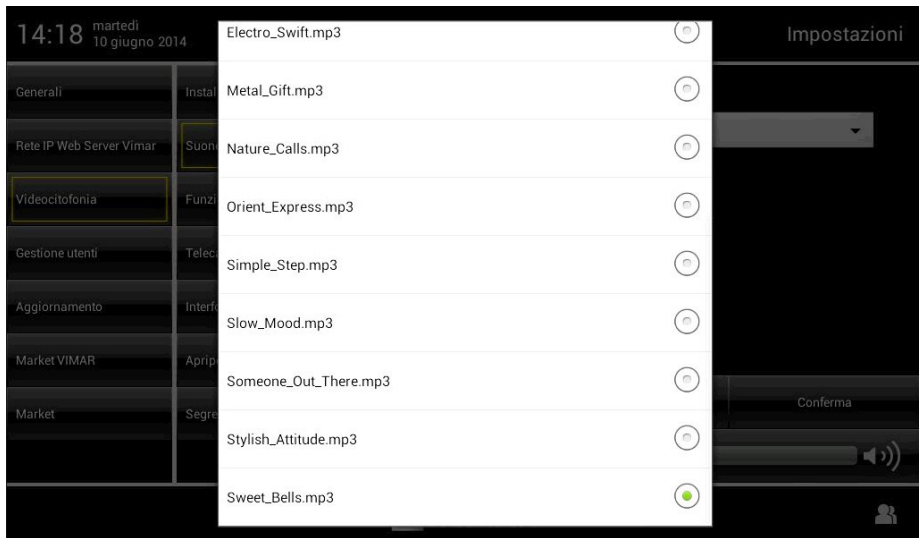 14:18
martedì
10 giugno 2014
Impostazioni
Generali
Rete IP Web Server Vimar
Videocitofonia
Gestione utenti
Aggiornamento
Market VIMAR
Market
Electro_Swift.mp3
Metal_Gift.mp3
Nature_Calls.mp3
Orient_Express.mp3
Simple_Step.mp3
Slow_Mood.mp3
Someone_Out_There.mp3
Stylish_Attitude.mp3
Sweet_Bells.mp3
Conferma